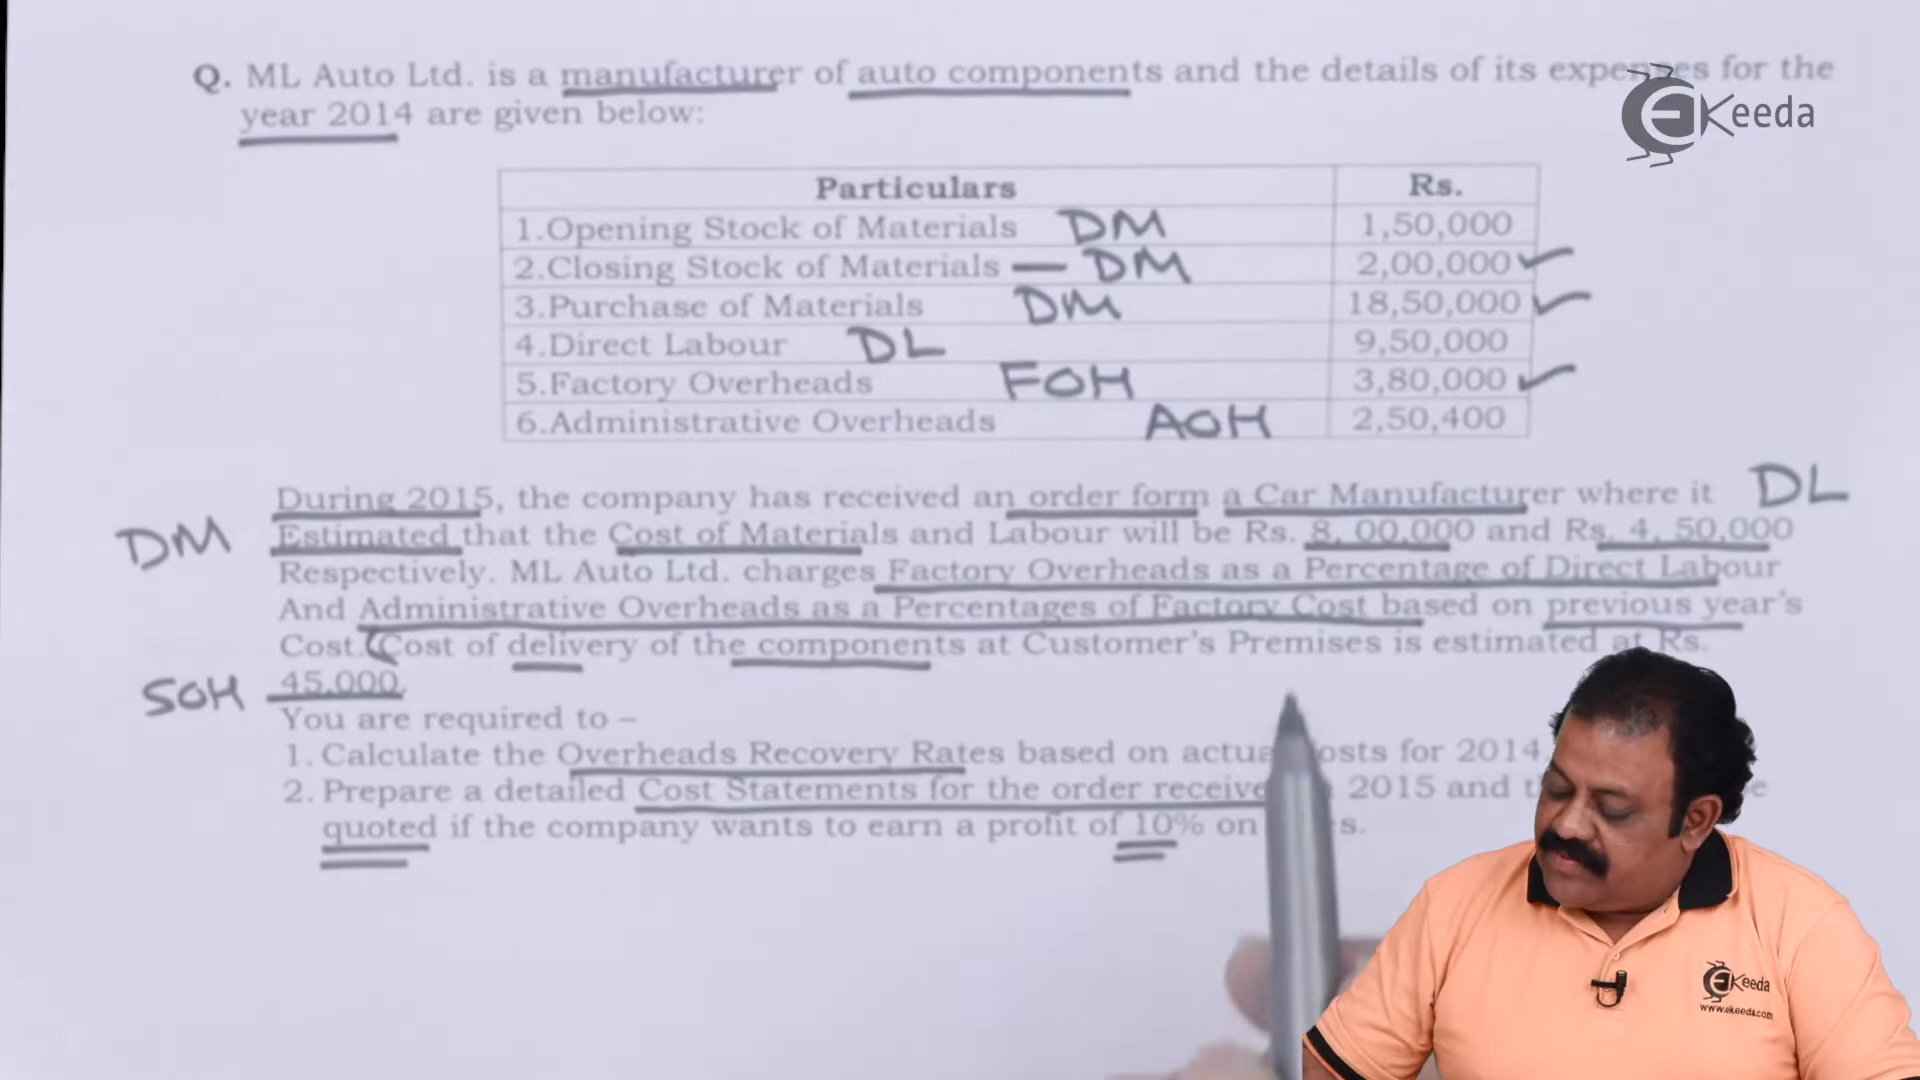 Q. ML Auto Ltd. is a manufacturer of auto components and the details of its expenses for the
year 2014 are given below:
EKeeda
Particulars Rs.
1.Opening Stock of Materials DM 1,50,000
2.Closing Stock of Materials — DM 2,00,000
3.Purchase of Materials DM 18,50,000
4.Direct Labour DL 9,50,000
5.Factory Overheads FOH 3,80,000
6.Administrative Overheads AOH 2,50,400
During 2015, the company has received an order form a Car Manufacturer where it DL
DM Estimated that the Cost of Materials and Labour will be Rs. 8, 00,000 and Rs. 4, 50,000
Respectively. ML Auto Ltd. charges Factory Overheads as a Percentage of Direct Labour
And Administrative Overheads as a Percentages of Factory Cost based on previous year's
Cost. Cost of delivery of the components at Customer's Premises is estimated at Rs.
SOH 45,000.
You are required to –
1. Calculate the Overheads Recovery Rates based on costs for 2014
2. Prepare a detailed Cost Statements for the order 2015 and
quoted if the company wants to earn a profit of 10% on
EKeeda
www.ekeeda.com